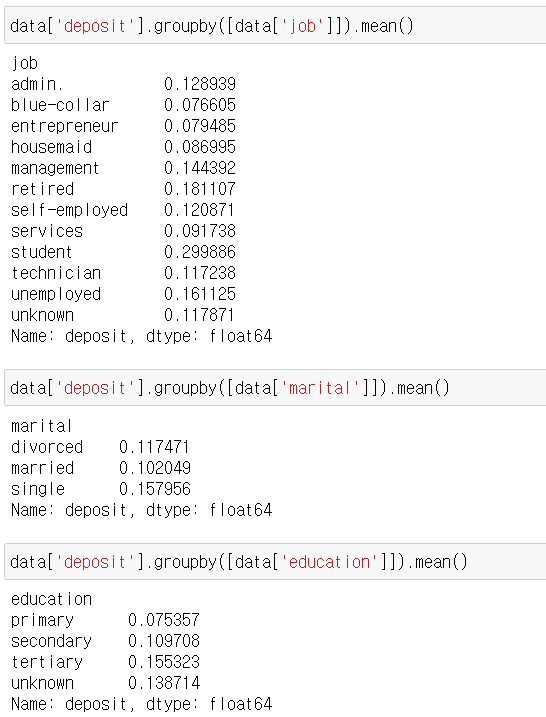 data['deposit'].groupby([data['job']]).mean()
job
admin. 0.128939
blue-collar 0.076605
entrepreneur 0.079485
housemaid 0.086995
management 0.144392
retired 0.181107
self-employed 0.120871
services 0.091738
student 0.299886
technician 0.117238
unemployed 0.161125
unknown 0.117871
Name: deposit, dtype: float64
data['deposit'].groupby([data['marital']]).mean()
marital
divorced 0.117471
married 0.102049
single 0.157956
Name: deposit, dtype: float64
data['deposit'].groupby([data['education']]).mean()
education
primary 0.075357
secondary 0.109708
tertiary 0.155323
unknown 0.138714
Name: deposit, dtype: float64